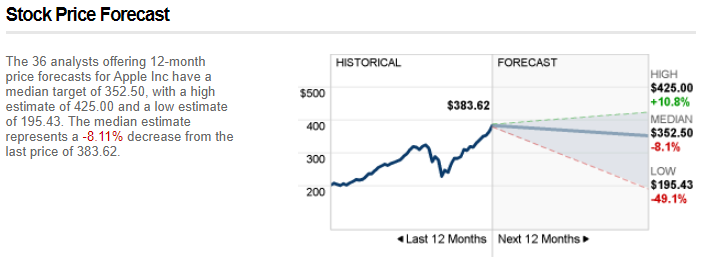 Stock Price Forecast
The 36 analysts offering 12-month
price forecasts for Apple Inc have a
median target of 352.50, with a high
estimate of 425.00 and a low estimate
of 195.43. The median estimate
represents a -8.11% decrease from the
last price of 383.62.
HISTORICAL
FORECAST
$500
400
300
200
$383.62
HIGH
$425.00
+10.8%
MEDIAN
$352.50
-8.1%
LOW
$195.43
-49.1%
◄ Last 12 Months
Next 12 Months ►